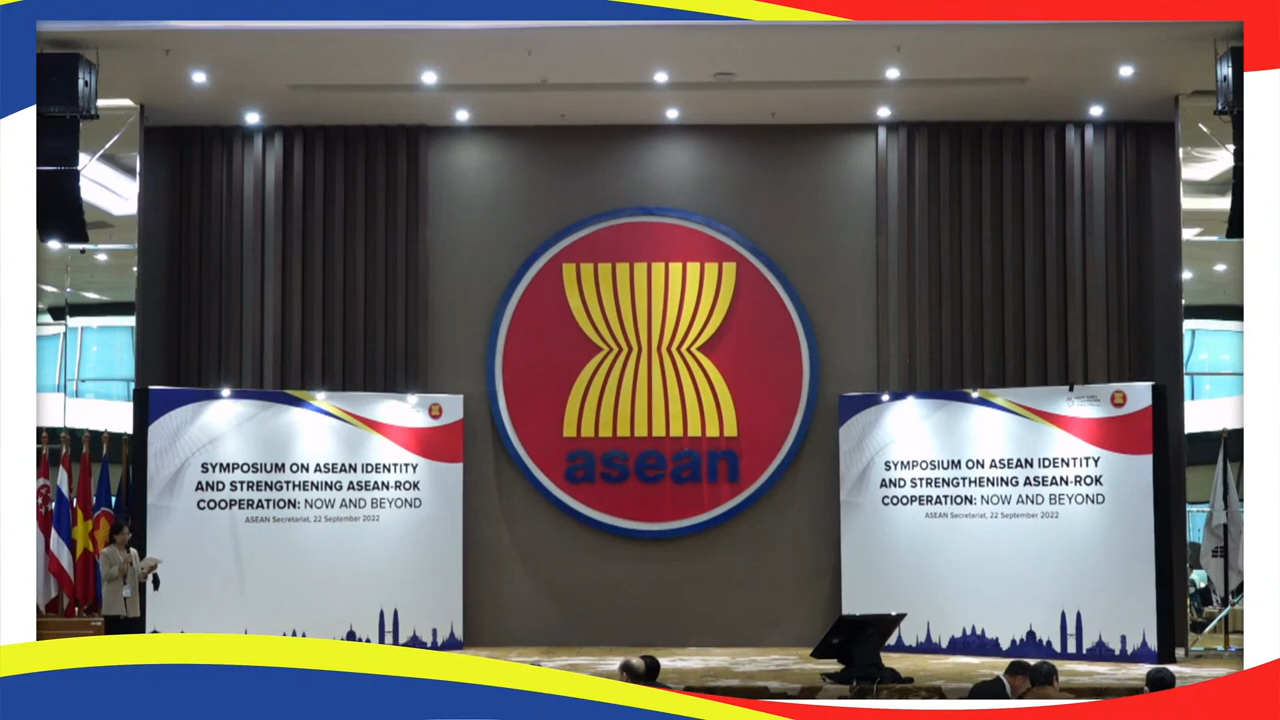 SYMPOSIUM ON ASEAN IDENTITY
AND STRENGTHENING ASEAN-ROK
COOPERATION: NOW AND BEYOND
ASEAN Secretariat, 22 September 2022
asean
SYMPOSIUM ON ASEAN IDENTITY
AND STRENGTHENING ASEAN-ROK
COOPERATION: NOW AND BEYOND
ASEAN Secretariat, 22 September 2022